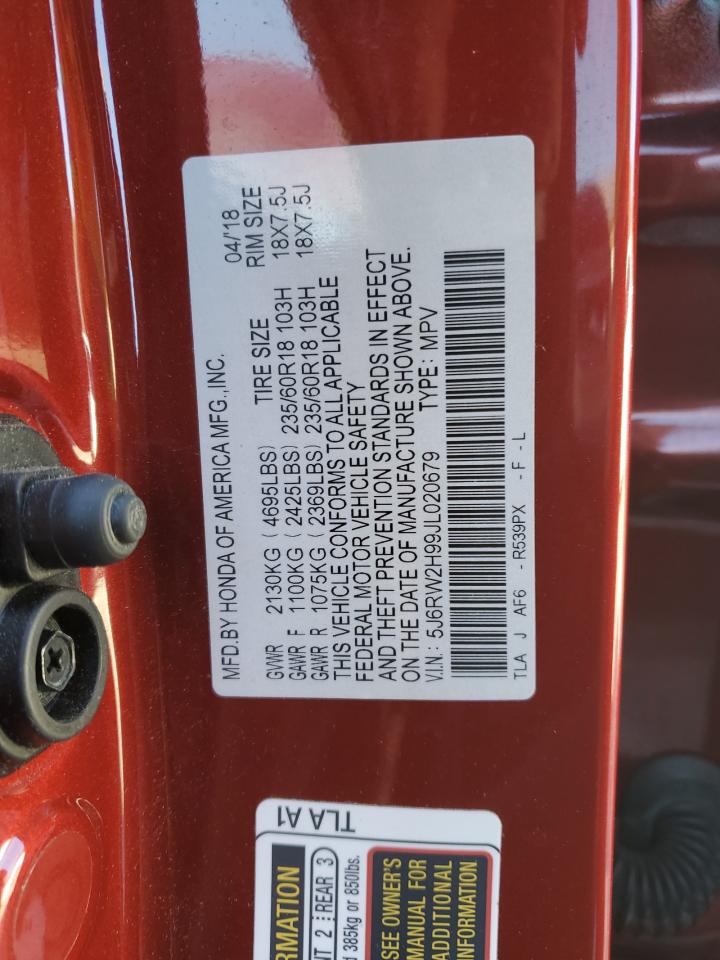 MFD.BY HONDA OF AMERICA MFG.,INC. 04/'18
GVWR 2130KG ( 4695LBS) TIRE SIZE RIM SIZE
GAWR F 1100KG ( 2425LBS) 235/60R18 103H 18X7.5J
GAWR R 1075KG ( 2369LBS) 235/60R18 103H 18X7.5J
THIS VEHICLE CONFORMS TO ALL APPLICABLE
FEDERAL MOTOR VEHICLE SAFETY
AND THEFT PREVENTION STANDARDS IN EFFECT
ON THE DATE OF MANUFACTURE SHOWN ABOVE.
V.I.N.: 5J6RW2H99JL020679 TYPE: MPV
TLA J AF6 - R539PX - F - L
TLA A1
2 REAR 3
385kg or 850lbs.
SEE OWNER'S
MANUAL FOR
ADDITIONAL
INFORMATION